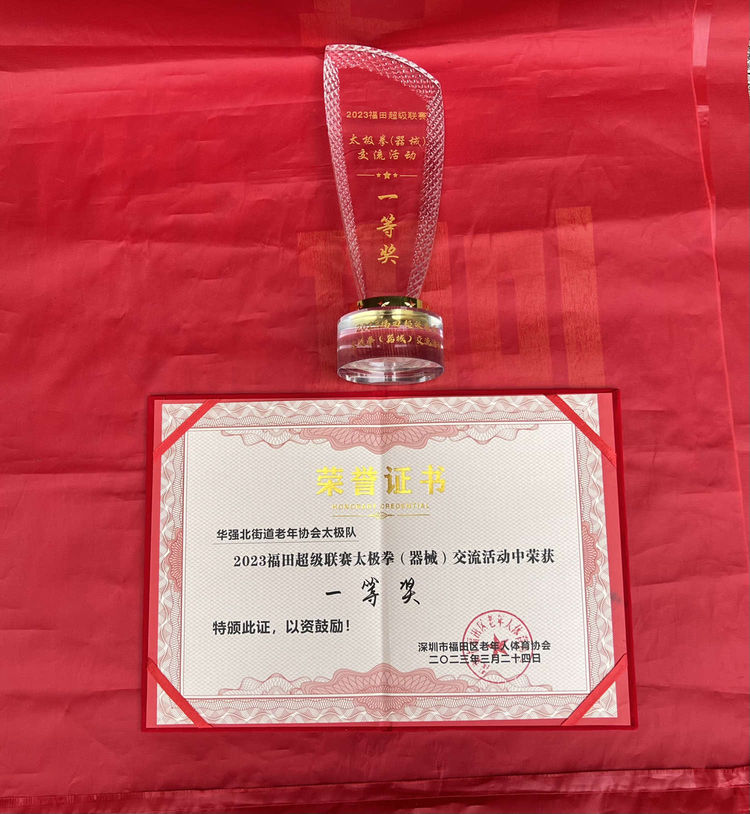 2023福田超级联赛
太极拳(器械)
交流活动
一等奖
荣誉证书
HONORARY CREDENTIAL
华强北街道老年协会太极队
2023福田超级联赛太极拳（器械）交流活动中荣获
一等奖
特颁此证，以资鼓励！
深圳市福田区老年人体育协会
二〇二三年三月二十四日